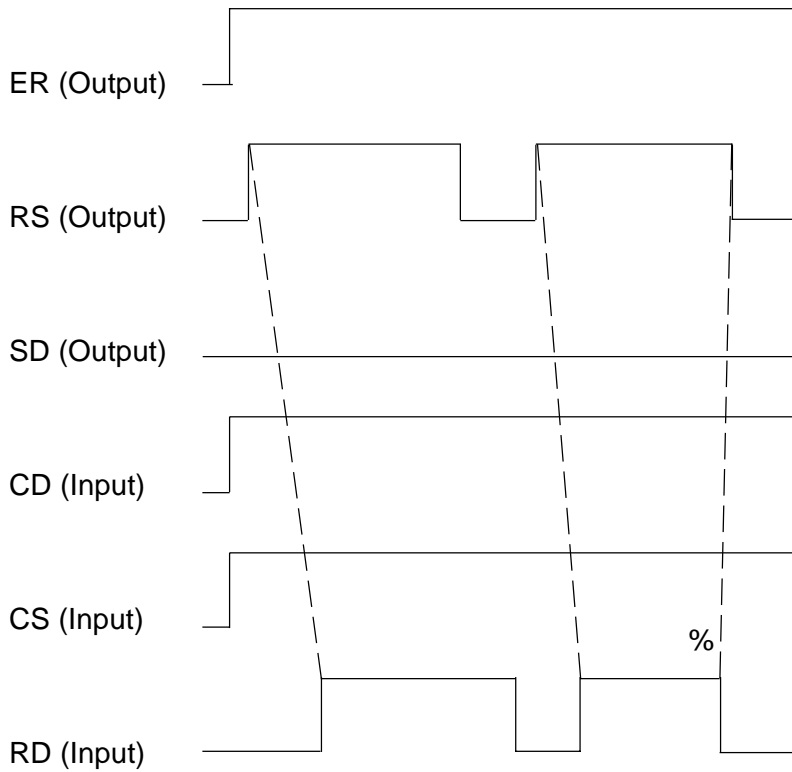 ER (Output)
RS (Output)
SD (Output)
CD (Input)
CS (Input)
%
RD (Input)